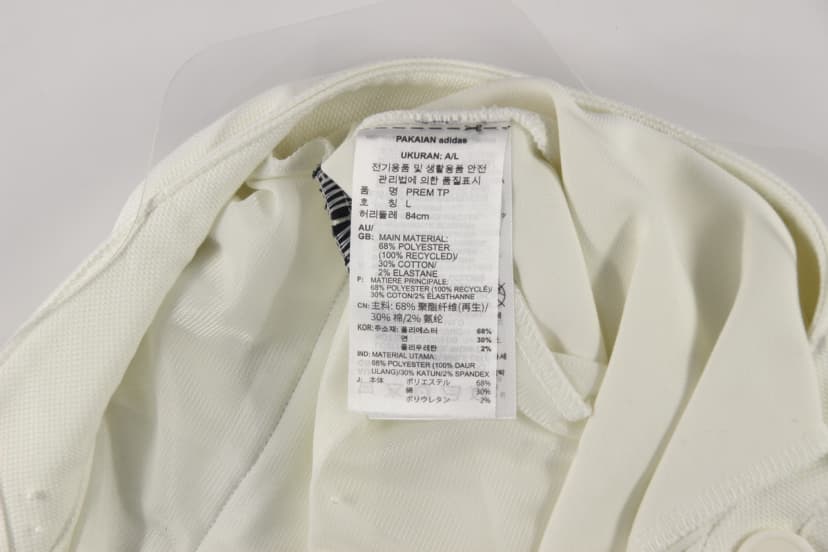 PAKAIAN adidas
UKURAN: A/L
전기용품 및 생활용품 안전
관리법에 의한 품질표시
품 명 PREM TP
호 칭 L
허리둘레 84cm
AU/
GB: MAIN MATERIAL:
68% POLYESTER
(100% RECYCLED)/
30% COTTON/
2% ELASTANE
F: MATIERE PRINCIPALE:
68% POLYESTER (100% RECYCLÉ)/
30% COTON/2% ÉLASTHANNE
CN: 主料: 68% 聚酯纤维(再生)/
30% 棉/2% 氨纶
KOR: 주소재: 폴리에스터 68%
면 30%
폴리우레탄 2%
IND: MATERIAL UTAMA:
68% POLYESTER (100% DAUR
ULANG)/30% KATUN/2% SPANDEX
J: 本体 ポリエステル 68%
綿 30%
ポリウレタン 2%